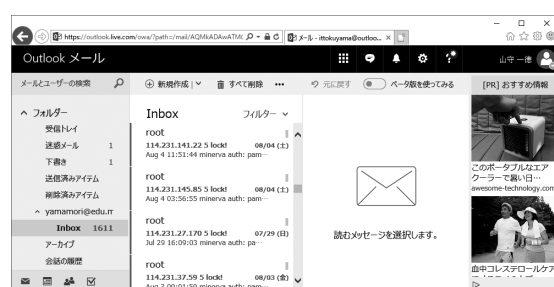 https://outlook.live.com/owa/?path=/mail/AQMkADAwATM(
メール - ittokuyama@outloo...
Outlook メール
山守 一徳
メールとユーザーの検索
新規作成
すべて削除
元に戻す
ベータ版を使ってみる
[PR] おすすめ情報
フォルダー
受信トレイ
迷惑メール 1
下書き 1
送信済みアイテム
削除済みアイテム
yamamori@edu.m
Inbox 1611
アーカイブ
会話の履歴
Inbox
フィルター
root
114.231.141.22 5 lock! 08/04 (土)
Aug 4 11:51:44 minerva auth: pam…
root
114.231.145.85 5 lock! 08/04 (土)
Aug 4 03:56:55 minerva auth: pam…
root
114.231.27.170 5 lock! 07/29 (日)
Jul 29 16:09:03 minerva auth: pam…
root
114.231.37.59 5 lock! 08/03 (金)
Aug 3 09:01:59 minerva auth: pam…
読むメッセージを選択します。
このポータブルなエア
クーラーで暑い日…
awesome-technology.com
血中コレステロールケア